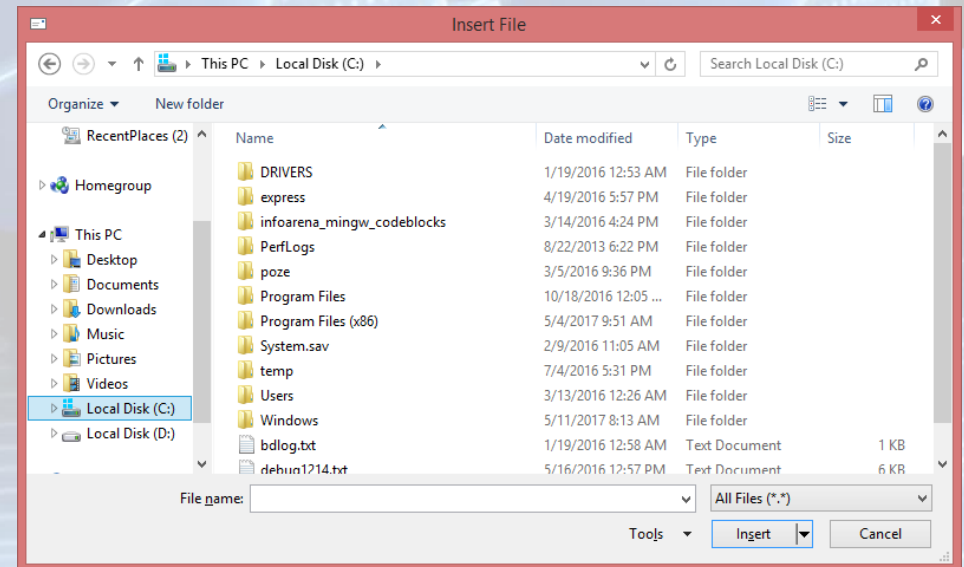 Insert File
This PC Local Disk (C:)
Search Local Disk (C:)
Organize New folder
RecentPlaces (2)
Homegroup
This PC
Desktop
Documents
Downloads
Music
Pictures
Videos
Local Disk (C:)
Local Disk (D:)
Name Date modified Type Size
DRIVERS 1/19/2016 12:53 AM File folder
express 4/19/2016 5:57 PM File folder
infoarena_mingw_codeblocks 3/14/2016 4:24 PM File folder
PerfLogs 8/22/2013 6:22 PM File folder
poze 3/5/2016 9:36 PM File folder
Program Files 10/18/2016 12:05 ... File folder
Program Files (x86) 5/4/2017 9:51 AM File folder
System.sav 2/9/2016 11:05 AM File folder
temp 7/4/2016 5:31 PM File folder
Users 3/13/2016 12:26 AM File folder
Windows 5/11/2017 8:13 AM File folder
bdlog.txt 1/19/2016 12:58 AM Text Document 1 KB
debug1214.txt 5/16/2016 12:57 PM Text Document 6 KB
File name: All Files (*.*)
Tools Insert Cancel